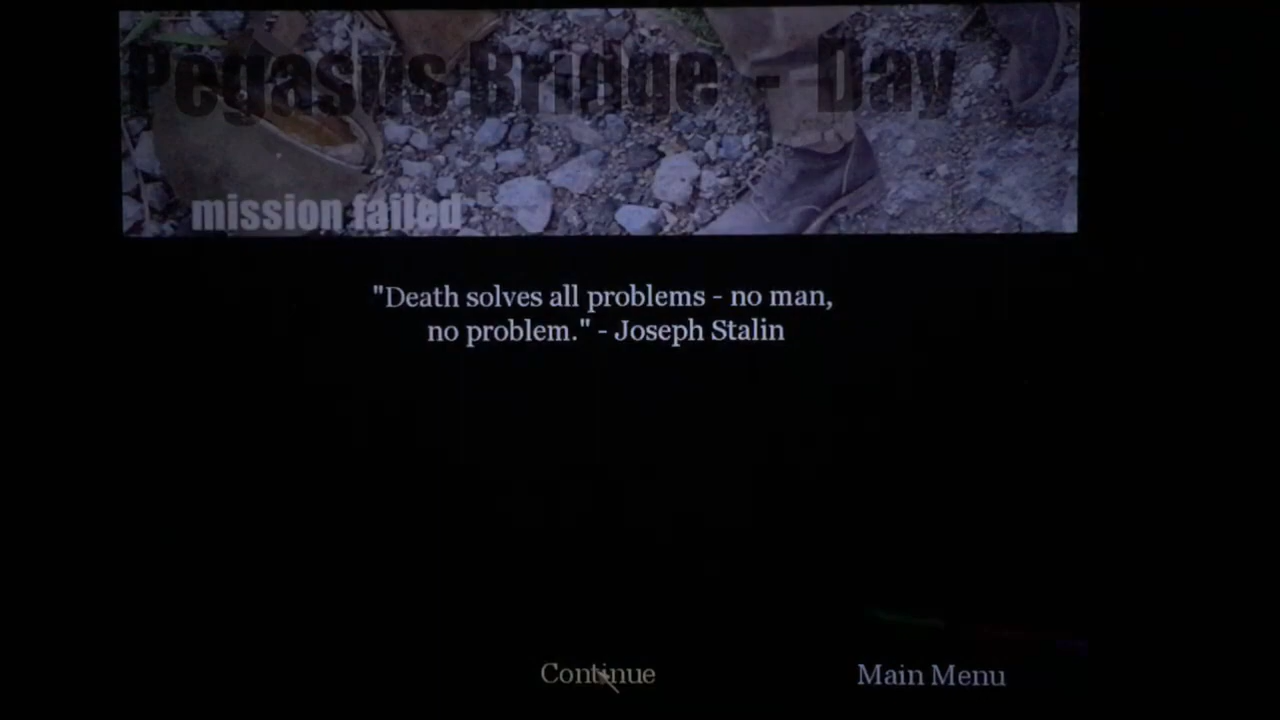 Pegasus Bridge - Day
mission failed
"Death solves all problems - no man,
no problem." - Joseph Stalin
Continue
Main Menu